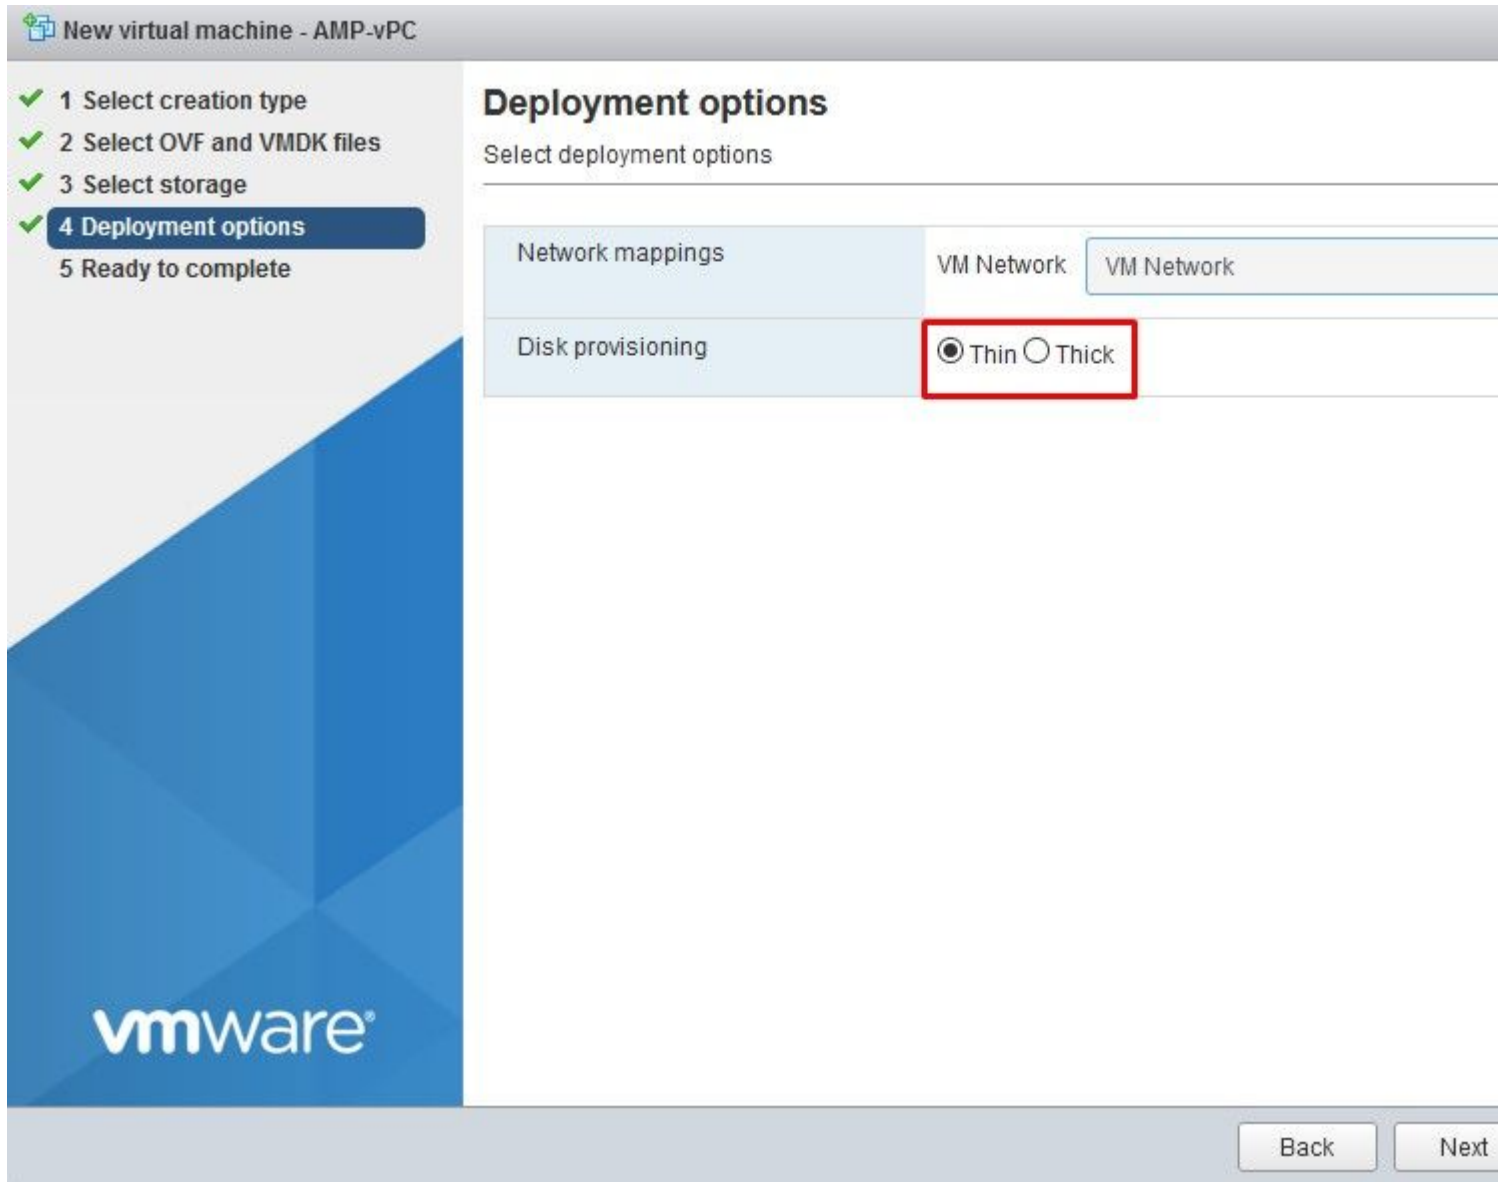 New virtual machine - AMP-vPC
1 Select creation type
2 Select OVF and VMDK files
3 Select storage
4 Deployment options
5 Ready to complete
Deployment options
Select deployment options
Network mappings
VM Network
VM Network
Disk provisioning
Thin Thick
vmware®
Back
Next